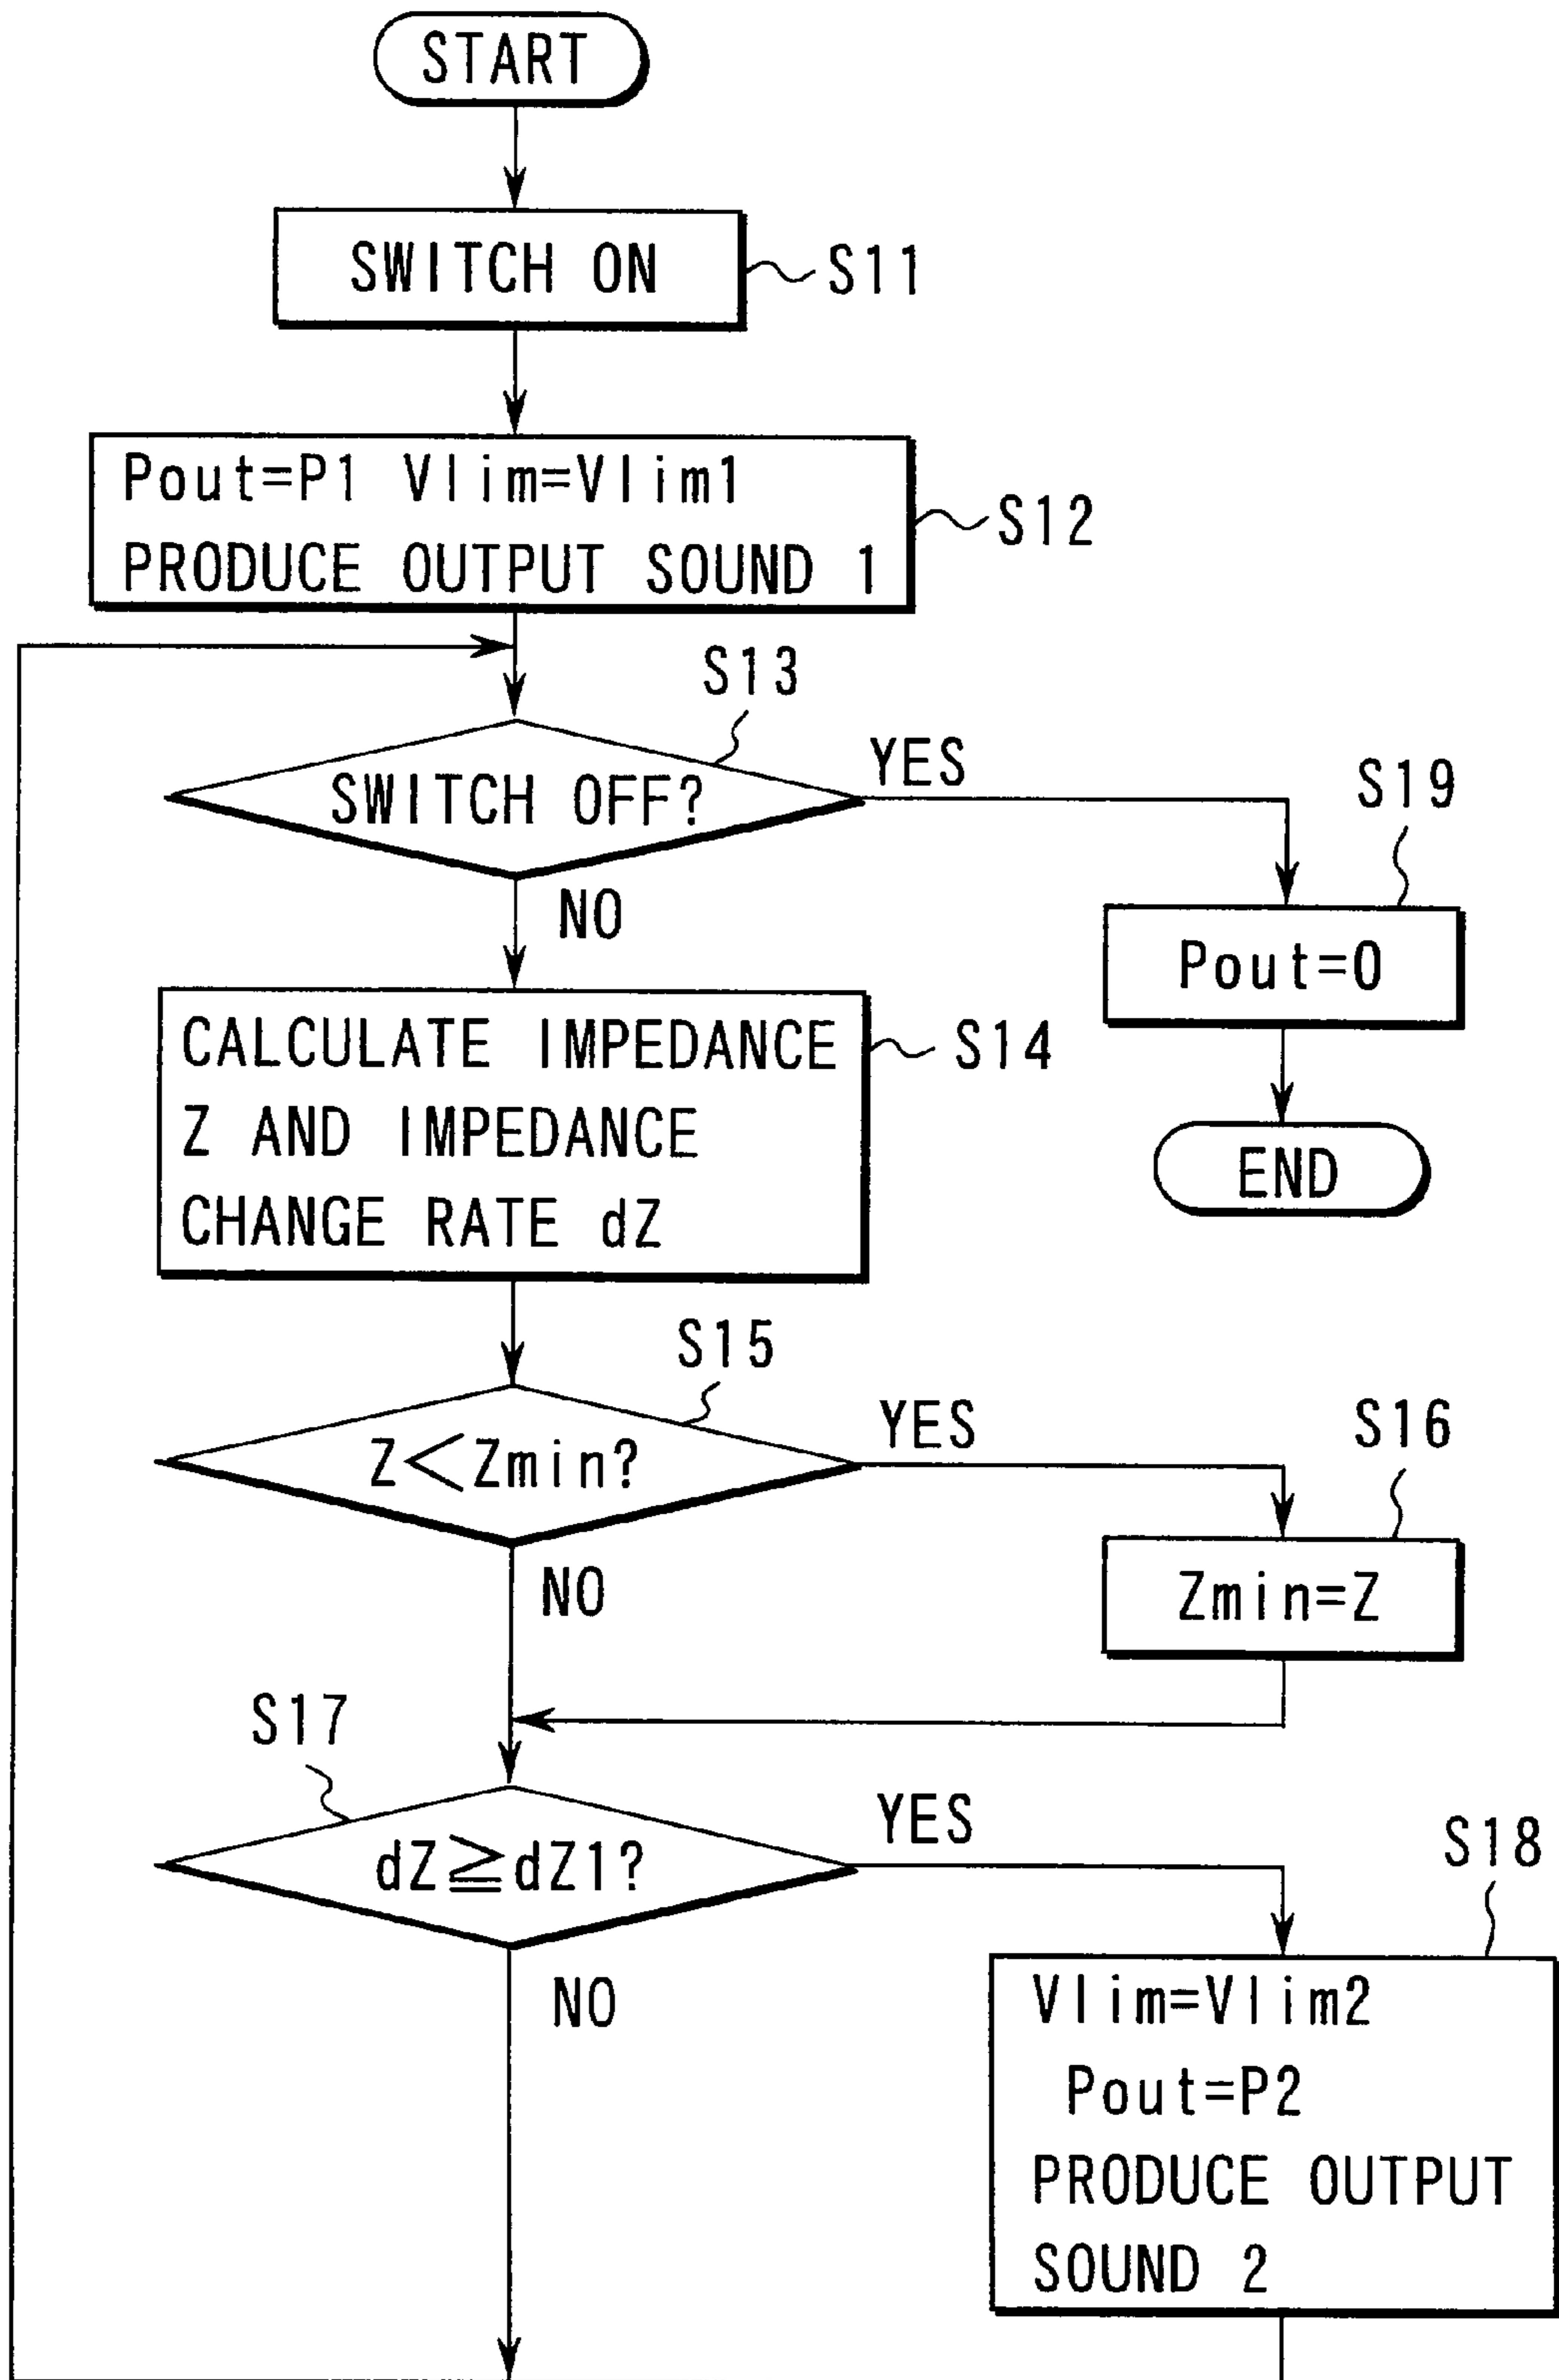 START
SWITCH ON
S11
Pout=P1 Vlim=Vlim1
PRODUCE OUTPUT SOUND 1
S12
S13
SWITCH OFF?
YES
NO
S19
Pout=0
END
CALCULATE IMPEDANCE
Z AND IMPEDANCE
CHANGE RATE dZ
S14
S15
Z<Zmin?
YES
NO
S16
Zmin=Z
S17
dZ≧dZ1?
YES
NO
S18
Vlim=Vlim2
Pout=P2
PRODUCE OUTPUT
SOUND 2